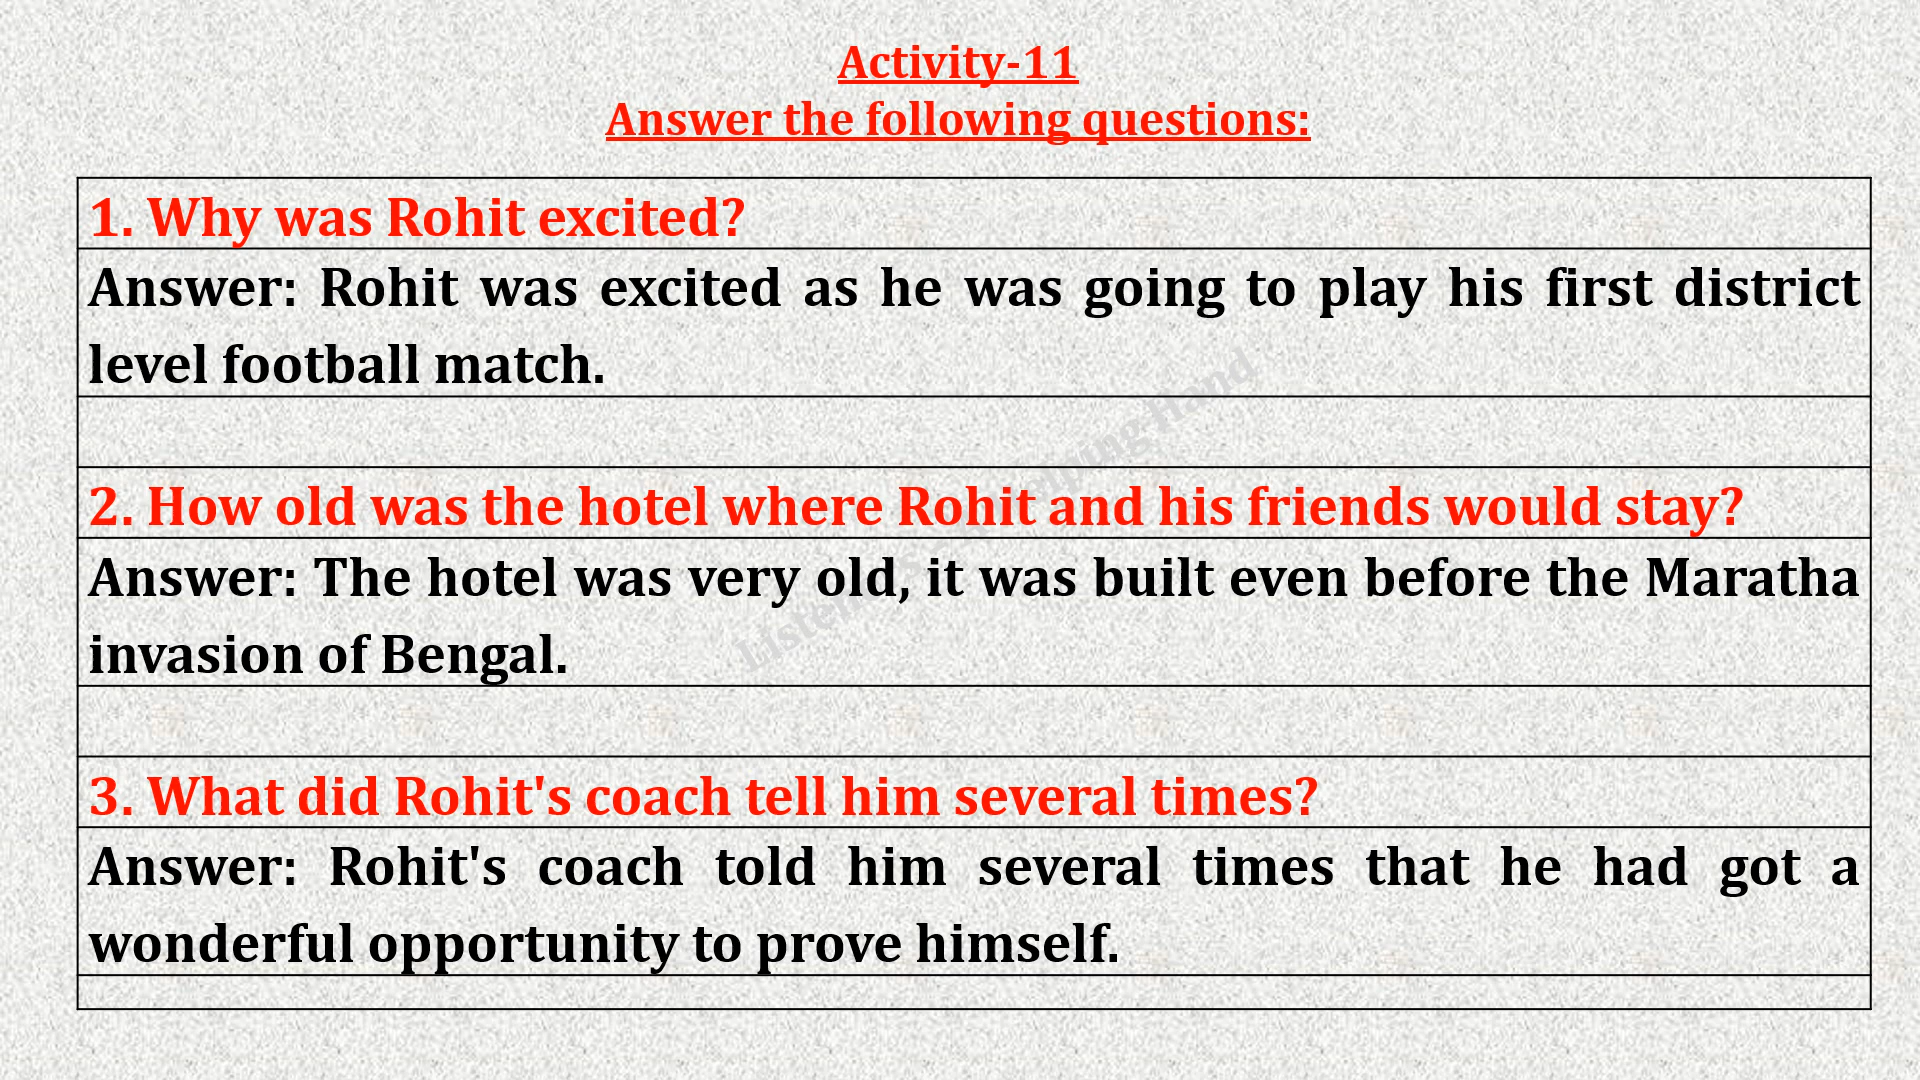 Activity-11
Answer the following questions:
1. Why was Rohit excited?
Answer: Rohit was excited as he was going to play his first district
level football match.
2. How old was the hotel where Rohit and his friends would stay?
Answer: The hotel was very old, it was built even before the Maratha
invasion of Bengal.
3. What did Rohit's coach tell him several times?
Answer: Rohit's coach told him several times that he had got a
wonderful opportunity to prove himself.
Hand